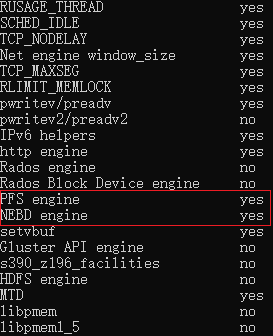 RUSAGE_THREAD yes
SCHED_IDLE yes
TCP_NODELAY yes
Net engine window_size yes
TCP_MAXSEG yes
RLIMIT_MEMLOCK yes
pwritev/preadv yes
pwritev2/preadv2 no
IPv6 helpers yes
http engine yes
Rados engine no
Rados Block Device engine no
PFS engine yes
NEBD engine yes
setvbuf yes
Gluster API engine no
s390_z196_facilities no
HDFS engine no
MTD yes
libpmem no
libpmem1_5 no